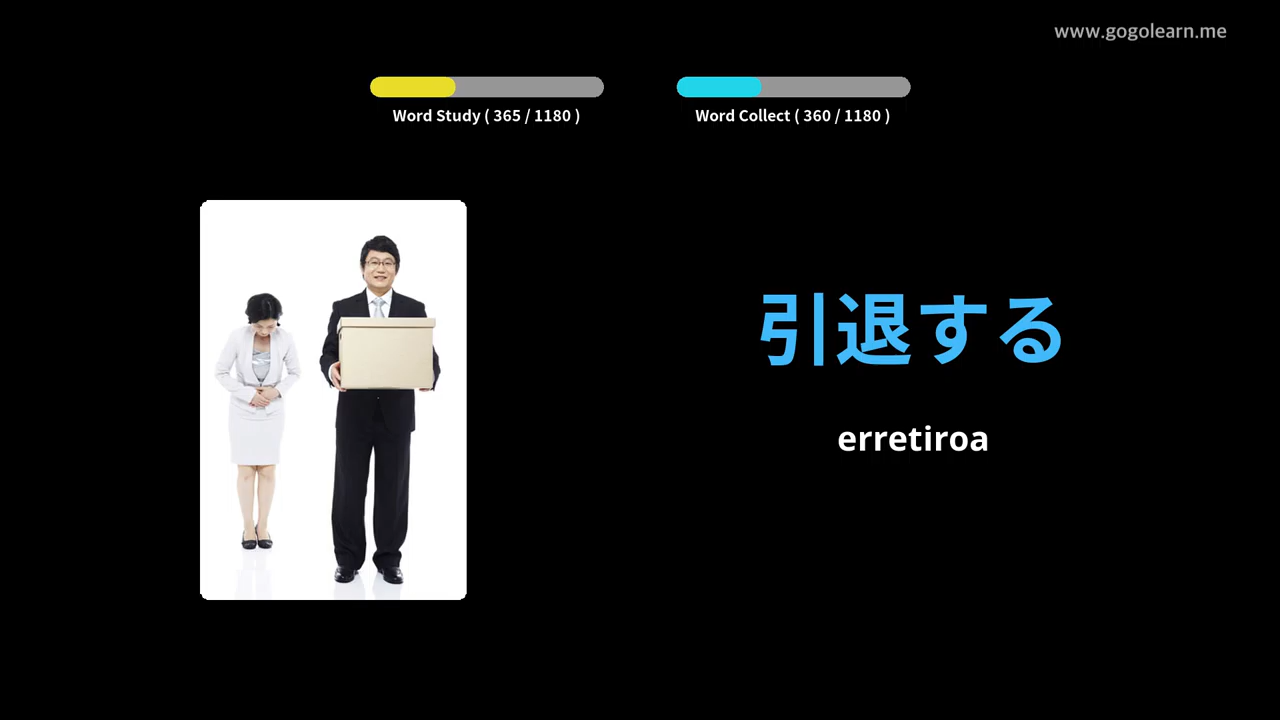 www.gogolearn.me
Word Study ( 365 / 1180 )
Word Collect ( 360 / 1180 )
引退する
erretiroa